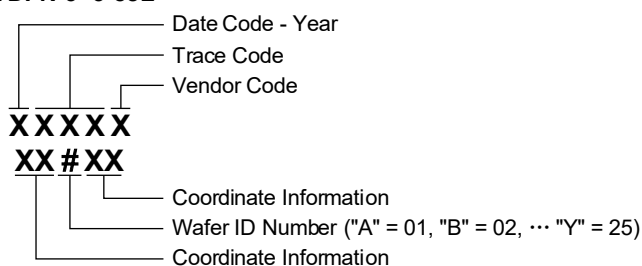 Date Code - Year
Trace Code
Vendor Code
XXXXX
XX#XX
Coordinate Information
Wafer ID Number ("A" = 01, "B" = 02, ··· "Y" = 25)
Coordinate Information